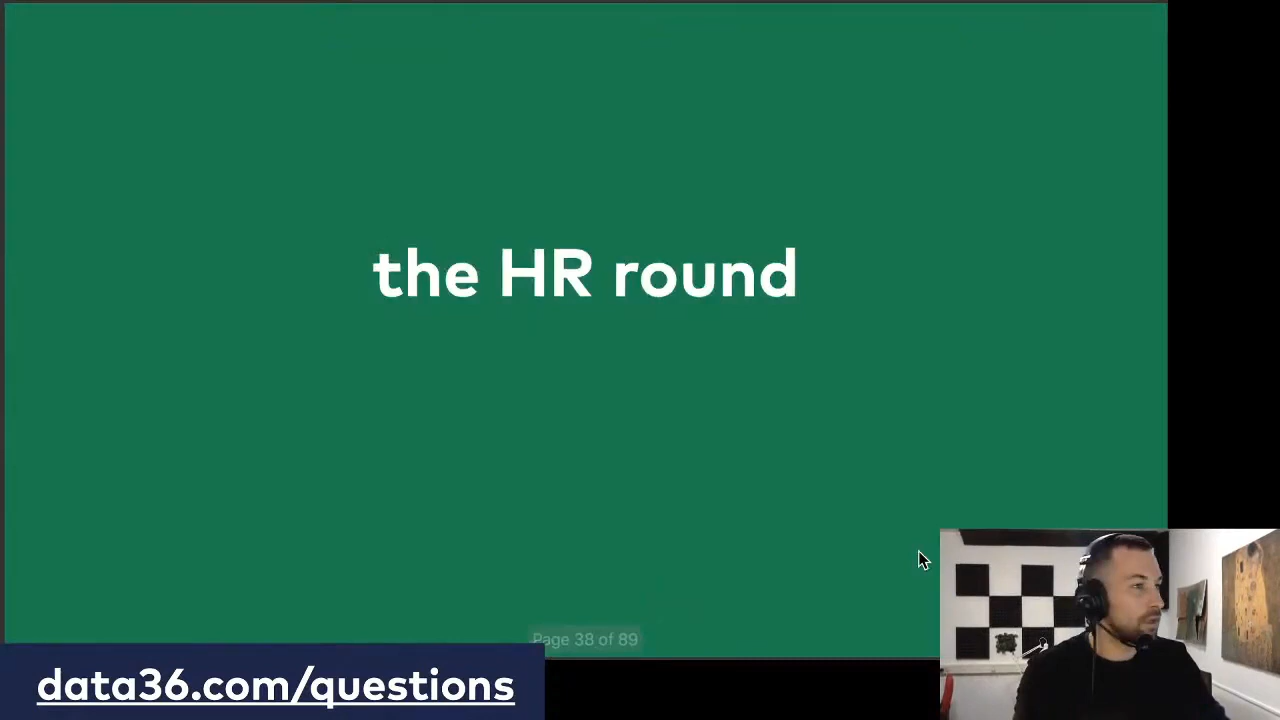 the HR round
Page 38 of 89
data36.com/questions